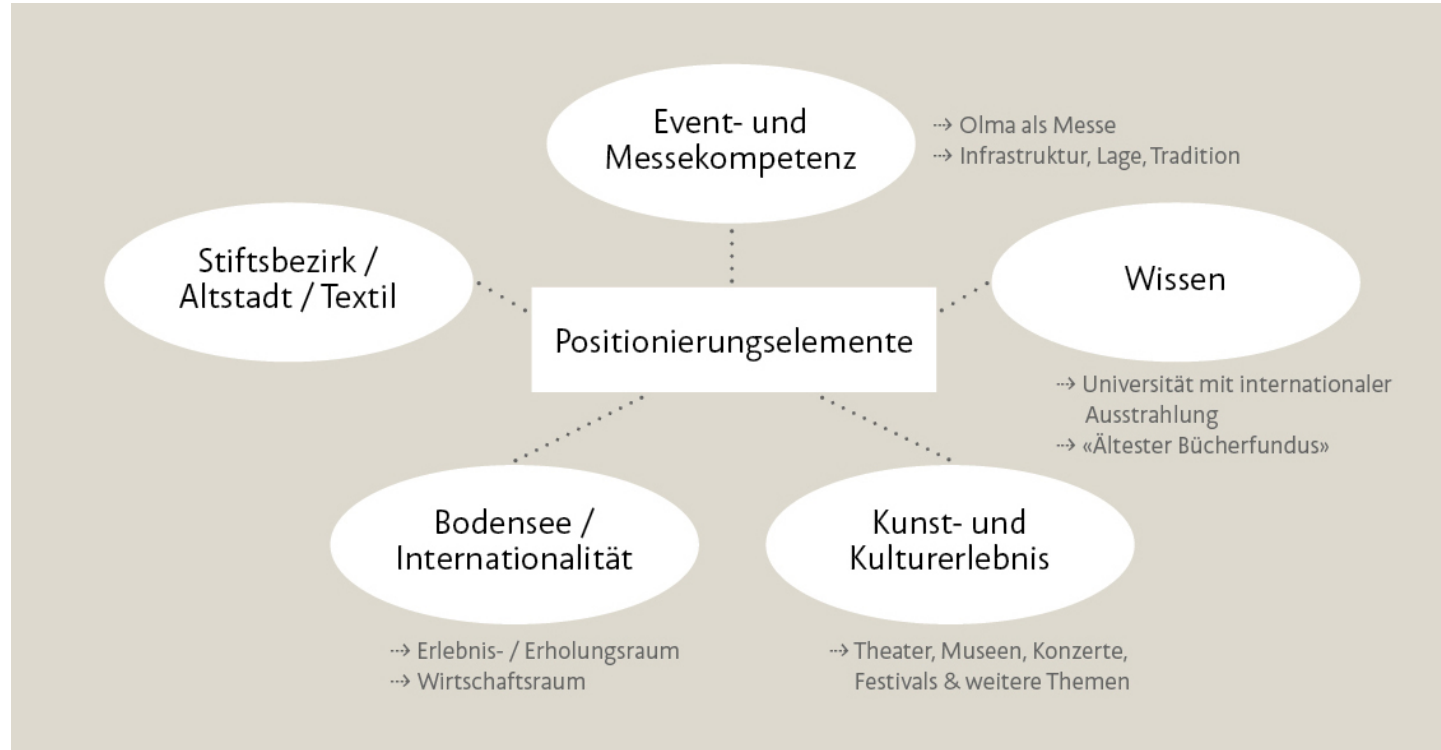 Event- und
Messekompetenz
⇢ Olma als Messe
⇢ Infrastruktur, Lage, Tradition
Stiftsbezirk /
Altstadt / Textil
Wissen
⇢ Universität mit internationaler
Ausstrahlung
⇢ «Ältester Bücherfundus»
Positionierungselemente
Bodensee /
Internationalität
⇢ Erlebnis- / Erholungsraum
⇢ Wirtschaftsraum
Kunst- und
Kulturerlebnis
⇢ Theater, Museen, Konzerte,
Festivals & weitere Themen